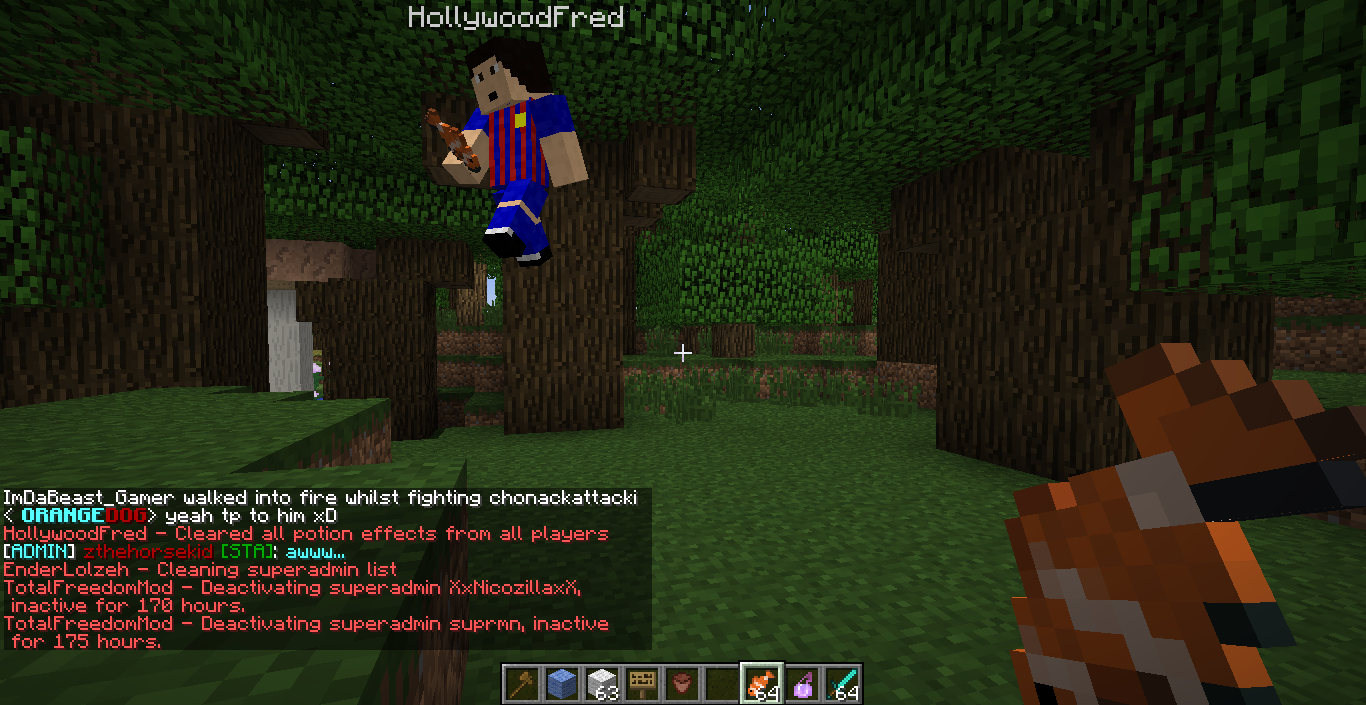 HollywoodFred
ImDaBeast_Gamer walked into fire whilst fighting chonackattacki
< ORANGEDOG> yeah tp to him xD
HollywoodFred - Cleared all potion effects from all players
[ADMIN] zthehorsekid [STA]: awww...
EnderLolzeh - Cleaning superadmin list
TotalFreedomMod - Deactivating superadmin XxNicozillaxX,
inactive for 170 hours.
TotalFreedomMod - Deactivating superadmin suprmn, inactive
for 175 hours.
63 64 64